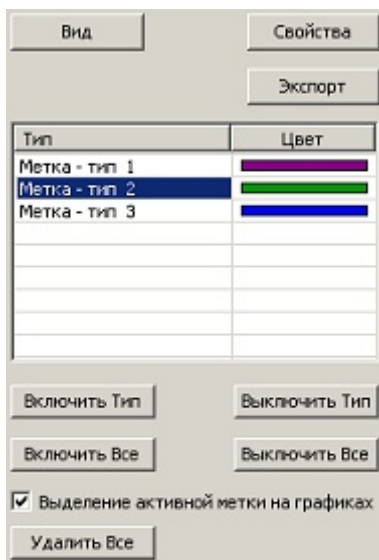 Вид Свойства
Экспорт
Тип Цвет
Метка - тип 1
Метка - тип 2
Метка - тип 3
Включить Тип Выключить Тип
Включить Все Выключить Все
Выделение активной метки на графиках
Удалить Все